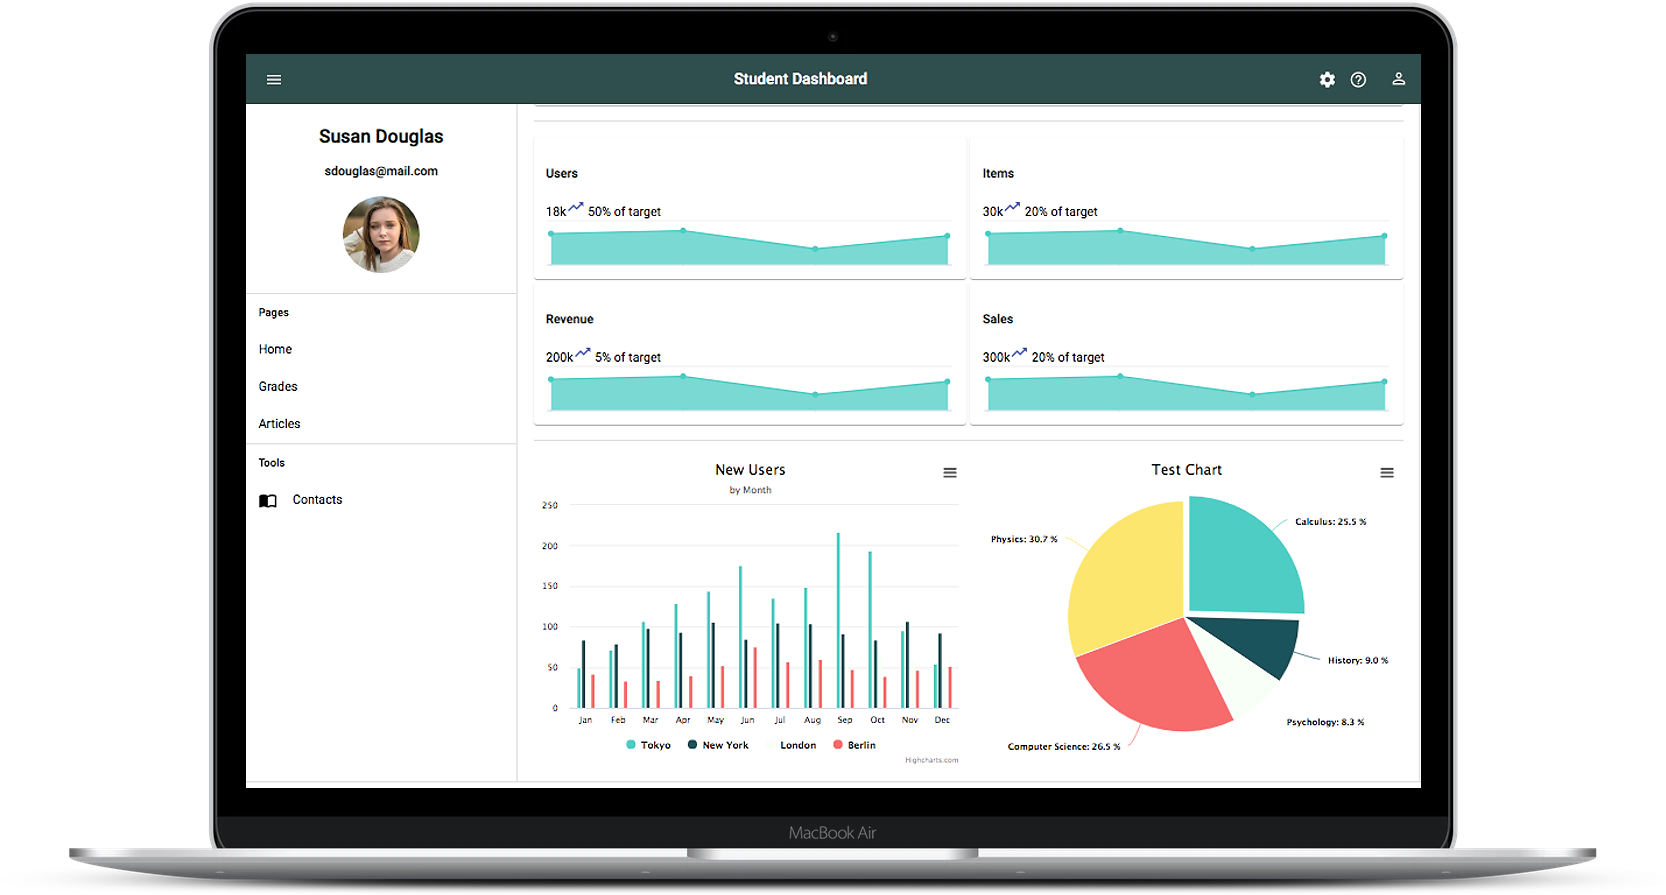 Student Dashboard
Susan Douglas
sdouglas@mail.com
Pages
Home
Grades
Articles
Tools
Contacts
Users
18k 50% of target
Items
30k 20% of target
Revenue
200k 5% of target
Sales
300k 20% of target
New Users
by Month
250
200
150
100
50
0
Jan Feb Mar Apr May Jun Jul Aug Sep Oct Nov Dec
Tokyo New York London Berlin
Highcharts.com
Test Chart
Calculus: 25.5 %
Physics: 30.7 %
History: 9.0 %
Psychology: 8.3 %
Computer Science: 26.5 %
MacBook Air